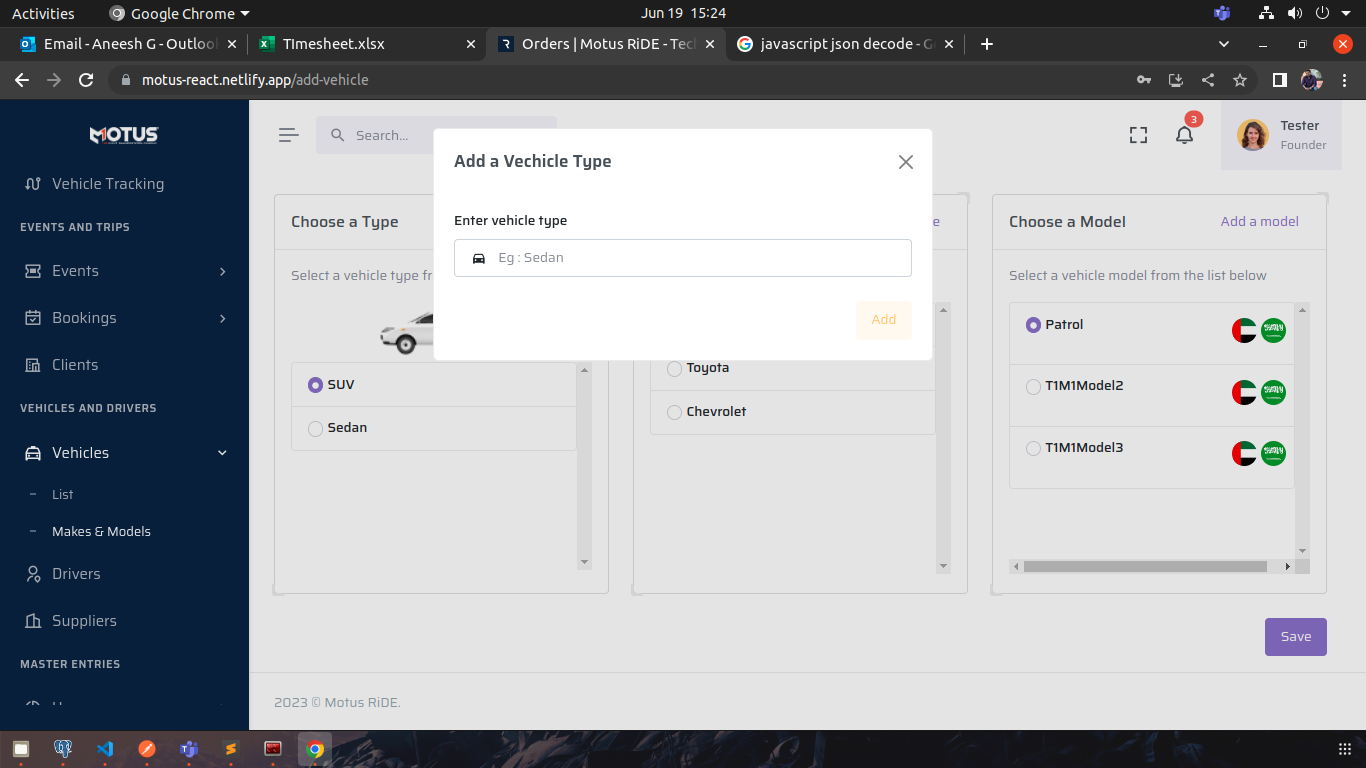 Activities
Google Chrome
Jun 19 15:24
Email - Aneesh G - Outlook
TImesheet.xlsx
Orders | Motus RiDE - Tec
javascript json decode - G
motus-react.netlify.app/add-vehicle
MOTUS
Vehicle Tracking
EVENTS AND TRIPS
Events
Bookings
Clients
VEHICLES AND DRIVERS
Vehicles
List
Makes & Models
Drivers
Suppliers
MASTER ENTRIES
Search...
3
Tester
Founder
Add a Vechicle Type
Enter vehicle type
Eg : Sedan
Add
Choose a Type
Select a vehicle type fr
SUV
Sedan
Toyota
Chevrolet
Choose a Model
Add a model
Select a vehicle model from the list below
Patrol
T1M1Model2
T1M1Model3
Save
2023 © Motus RiDE.